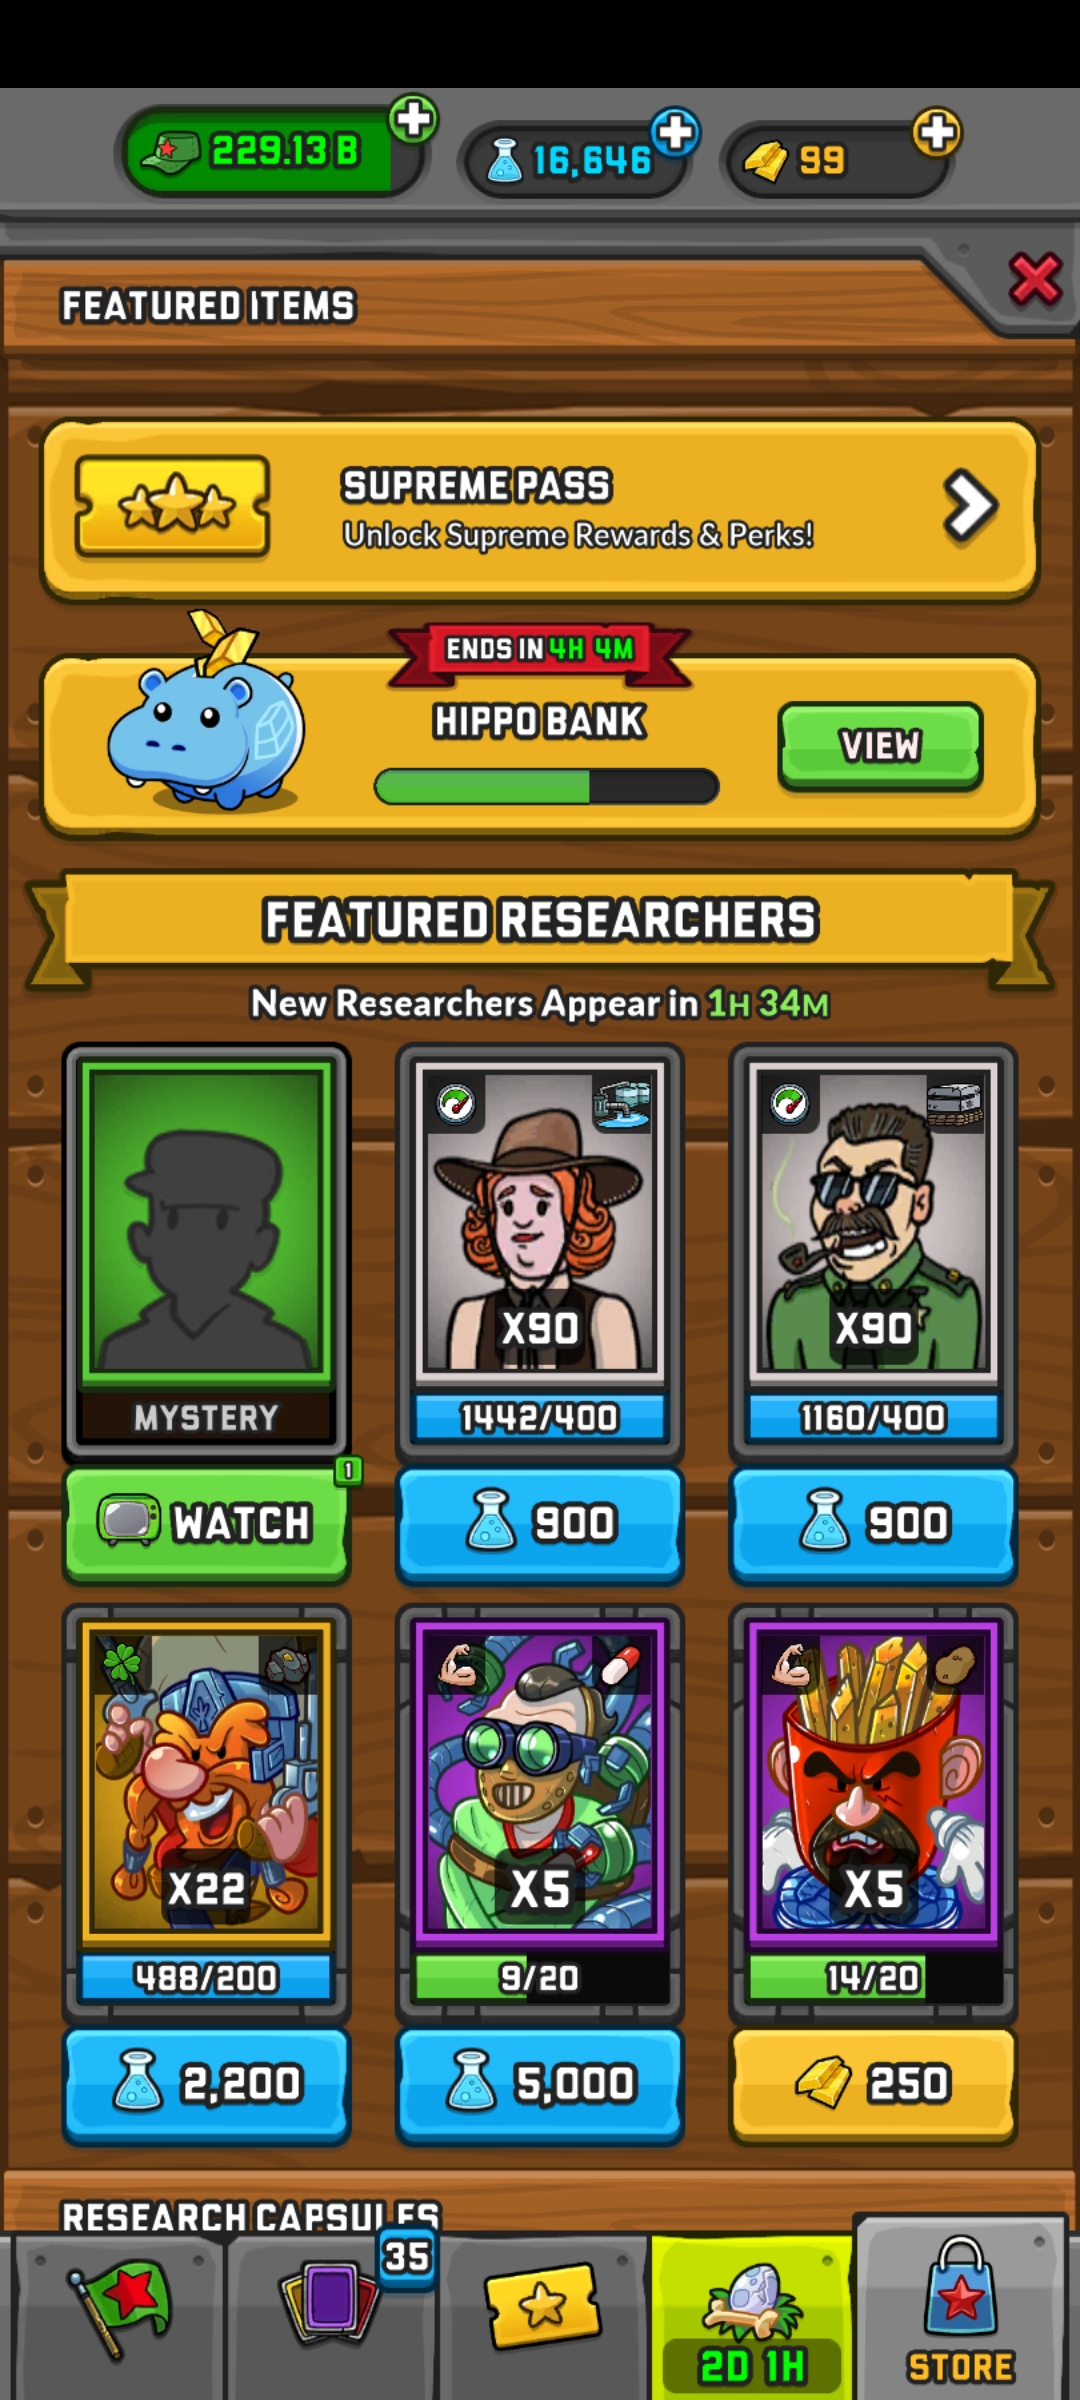 229.13 B
16,646
99
FEATURED ITEMS
SUPREME PASS
Unlock Supreme Rewards & Perks!
ENDS IN 4H 4M
HIPPO BANK
VIEW
FEATURED RESEARCHERS
New Researchers Appear in 1H 34M
X90
X90
MYSTERY
1442/400
1160/400
1
WATCH
900
900
X22
X5
X5
488/200
9/20
14/20
2,200
5,000
250
RESEARCH CAPSULES
35
2D 1H
STORE